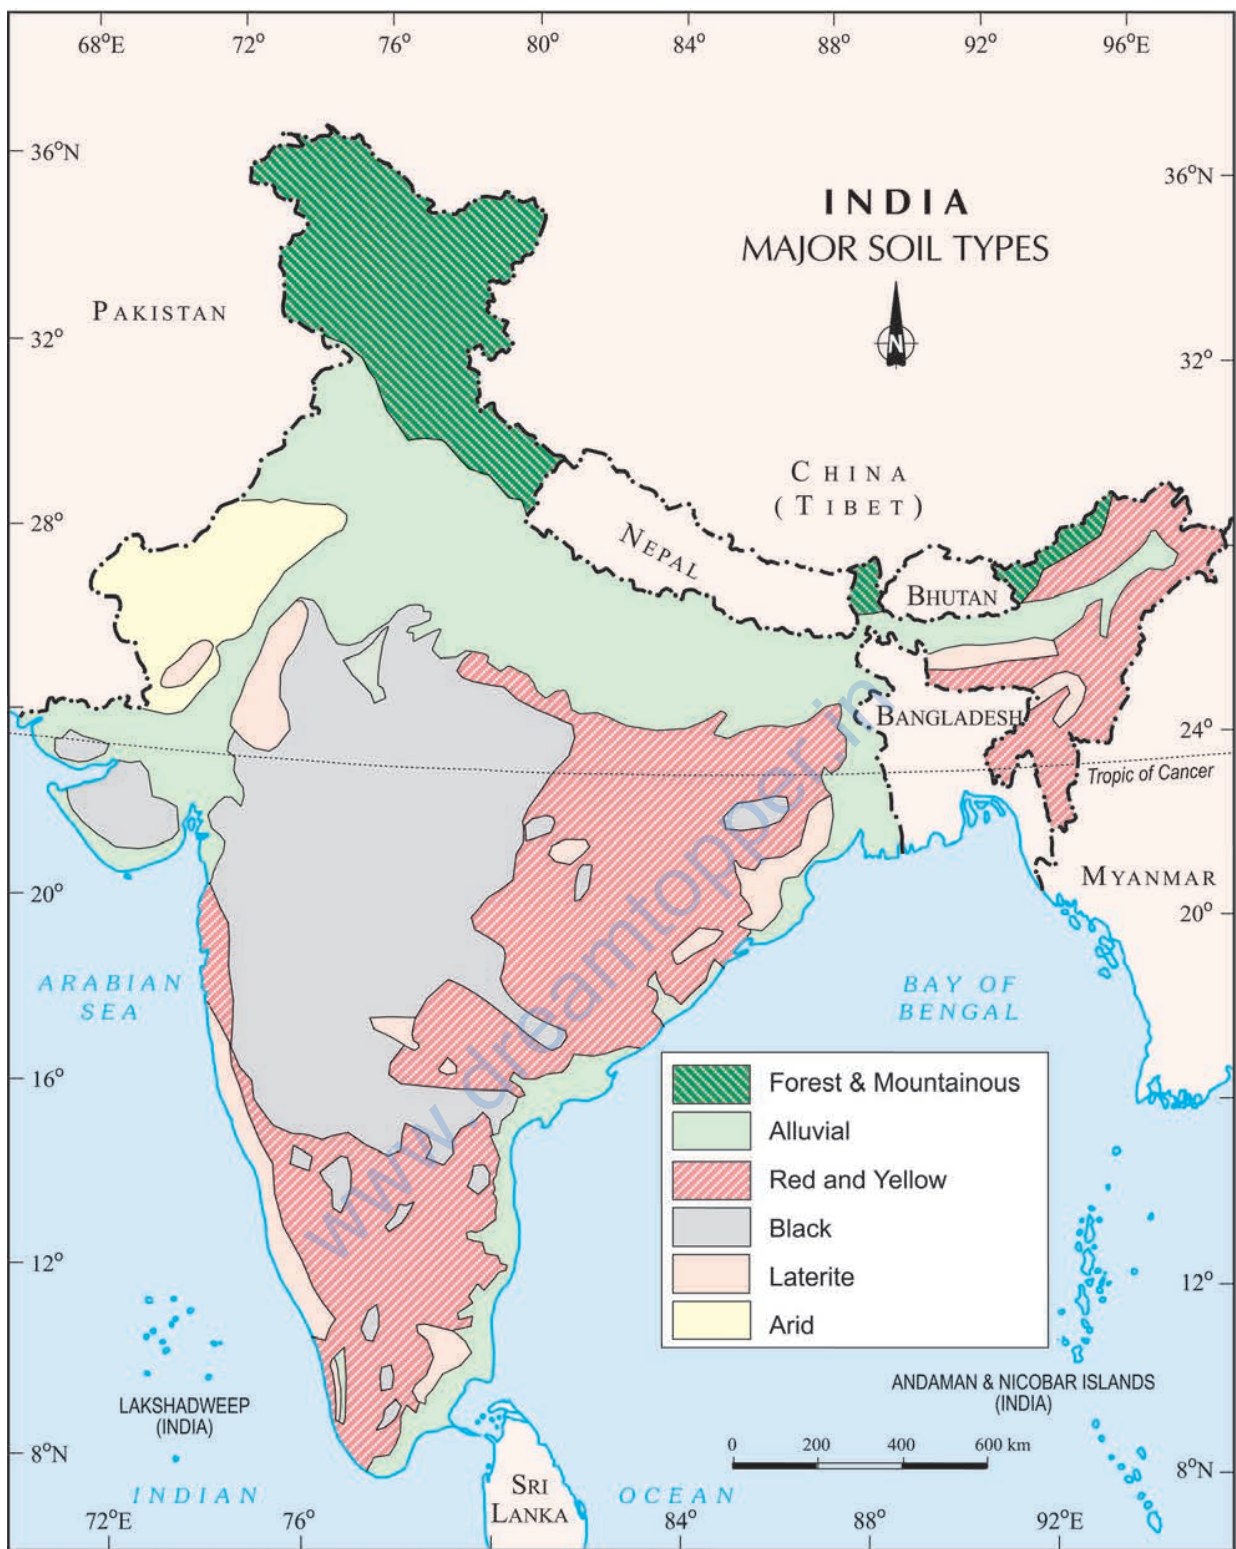 68°E 72° 76° 80° 84° 88° 92° 96°E
36°N
36°N
INDIA
MAJOR SOIL TYPES
N
PAKISTAN
32°
32°
CHINA
(TIBET)
28°
NEPAL
BHUTAN
BANGLADESH
24°
Tropic of Cancer
MYANMAR
20°
20°
ARABIAN
SEA
BAY OF
BENGAL
www.dreamtopper.in
16°
Forest & Mountainous
Alluvial
Red and Yellow
Black
Laterite
Arid
12°
12°
LAKSHADWEEP
(INDIA)
ANDAMAN & NICOBAR ISLANDS
(INDIA)
0 200 400 600 km
8°N
8°N
SRI
LANKA
INDIAN OCEAN
72°E 76° 84° 88° 92°E